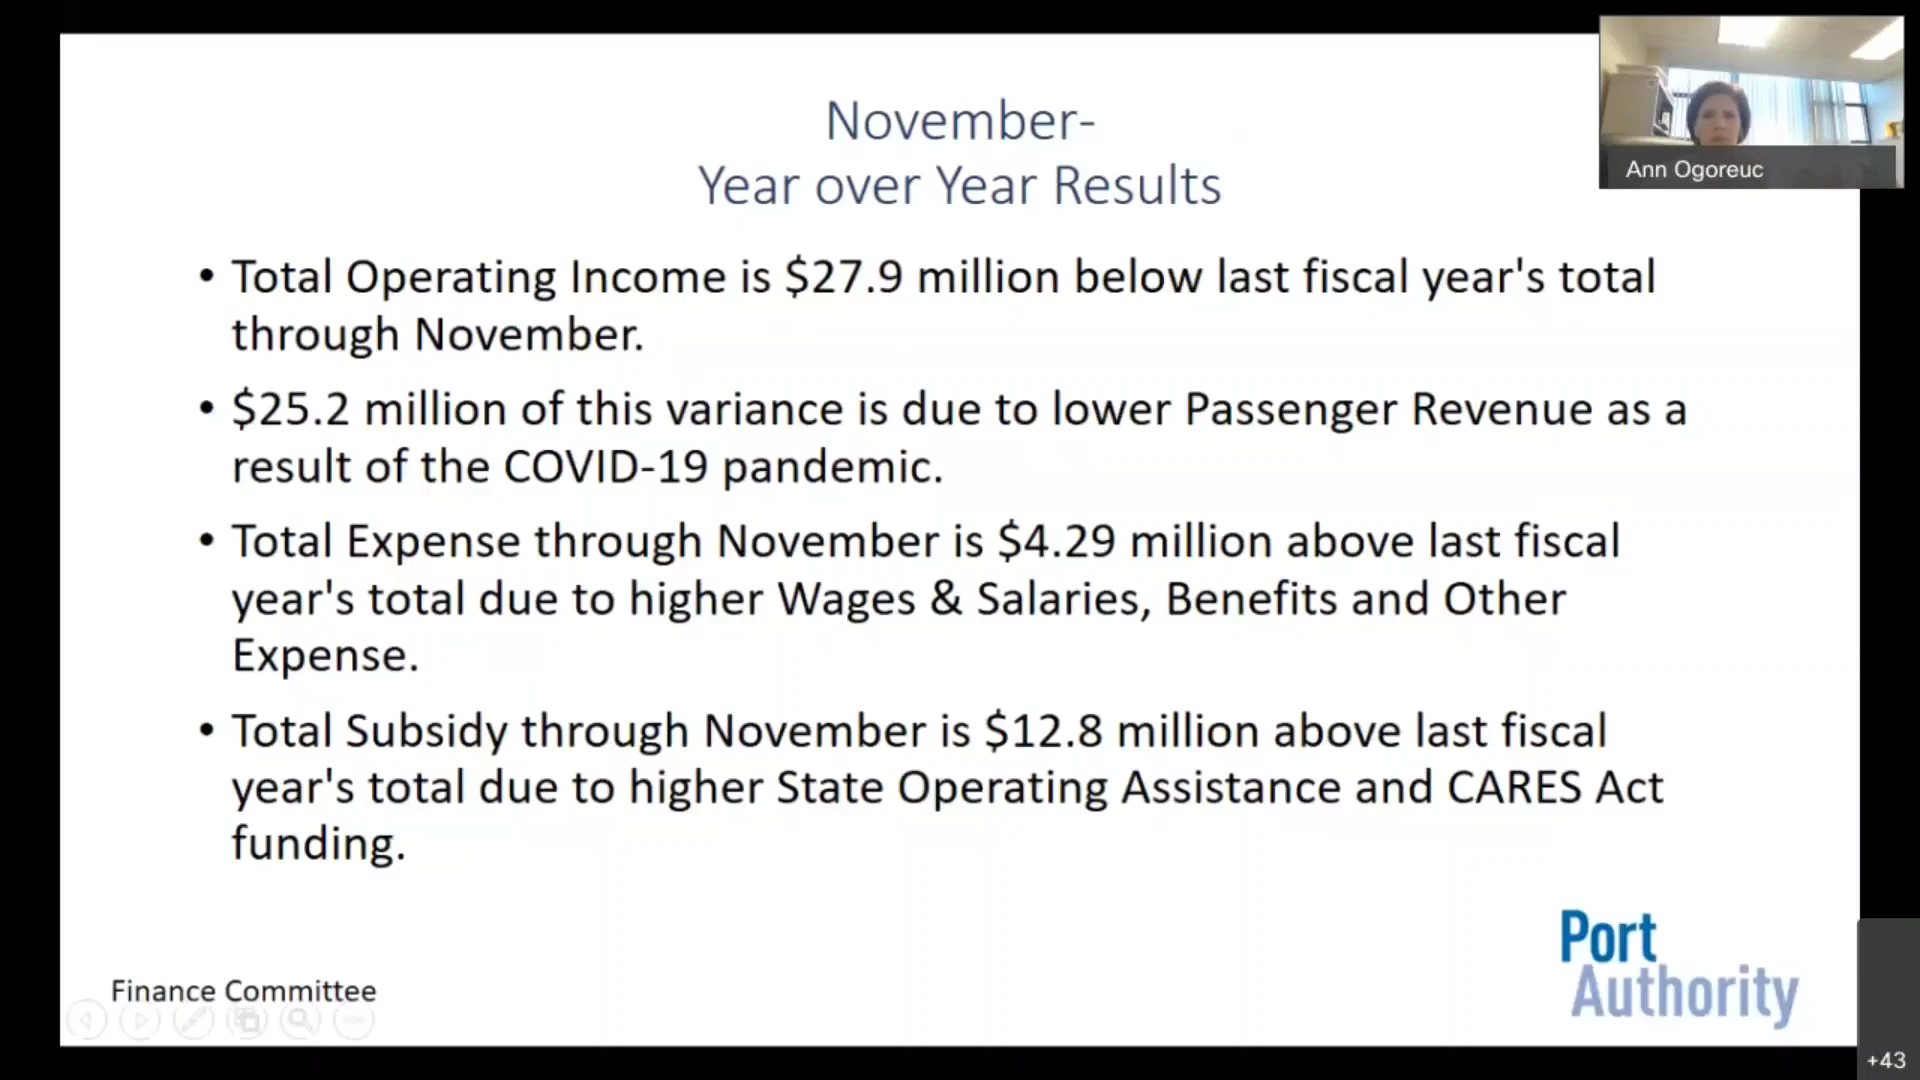 November-
Year over Year Results
Ann Ogoreuc
• Total Operating Income is $27.9 million below last fiscal year's total
through November.
• $25.2 million of this variance is due to lower Passenger Revenue as a
result of the COVID-19 pandemic.
• Total Expense through November is $4.29 million above last fiscal
year's total due to higher Wages & Salaries, Benefits and Other
Expense.
• Total Subsidy through November is $12.8 million above last fiscal
year's total due to higher State Operating Assistance and CARES Act
funding.
Port
Authority
Finance Committee
+43